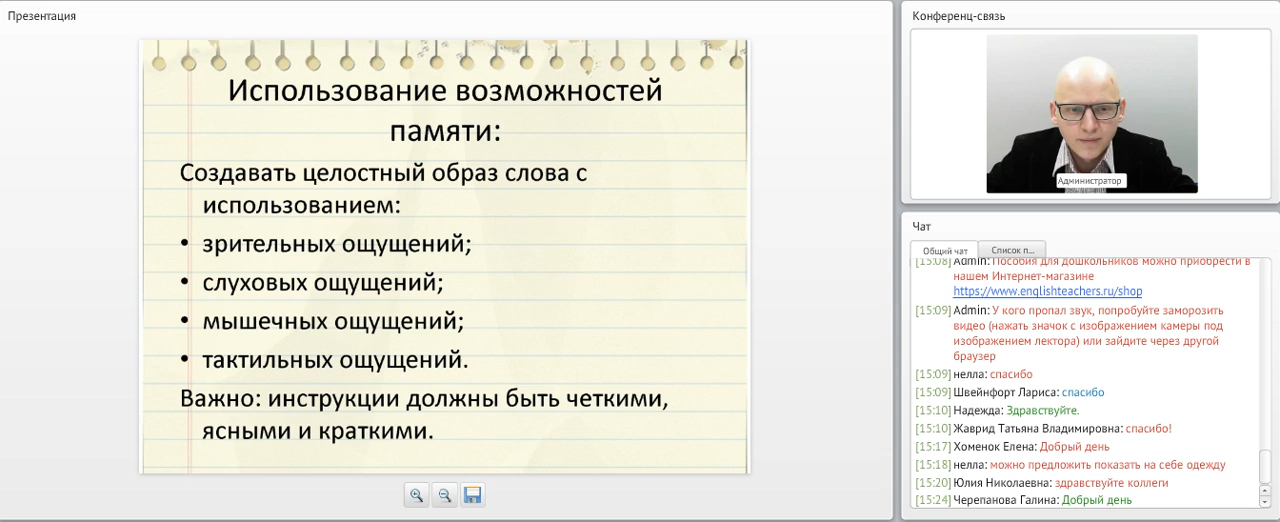 Презентация
Использование возможностей
памяти:
Создавать целостный образ слова с
использованием:
• зрительных ощущений;
• слуховых ощущений;
• мышечных ощущений;
• тактильных ощущений.
Важно: инструкции должны быть четкими,
ясными и краткими.
Конференц-связь
Администратор
Чат
Общий чат
Список п...
[15:08] Admin: Пособия для дошкольников можно приобрести в
нашем Интернет-магазине
https://www.englishteachers.ru/shop
[15:09] Admin: У кого пропал звук, попробуйте заморозить
видео (нажать значок с изображением камеры под
изображением лектора) или зайдите через другой
браузер
[15:09] нелла: спасибо
[15:09] Швейнфорт Лариса: спасибо
[15:10] Надежда: Здравствуйте.
[15:10] Жаврид Татьяна Владимировна: спасибо!
[15:17] Хоменок Елена: Добрый день
[15:18] нелла: можно предложить показать на себе одежду
[15:20] Юлия Николаевна: здравствуйте коллеги
[15:24] Черепанова Галина: Добрый день